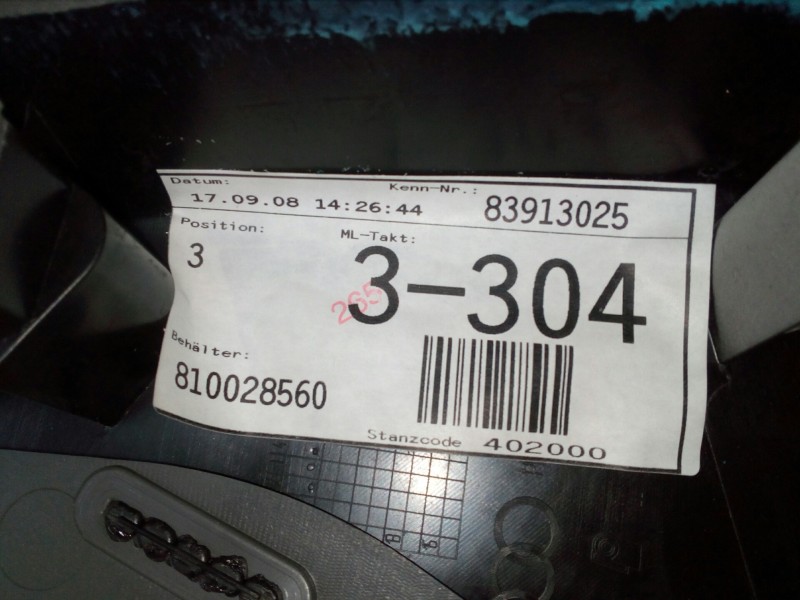 Datum: Kenn-Nr.:
17.09.08 14:26:44 83913025
Position: ML-Takt:
3 3-304
265
Behälter:
810028560
Stanzcode 402000